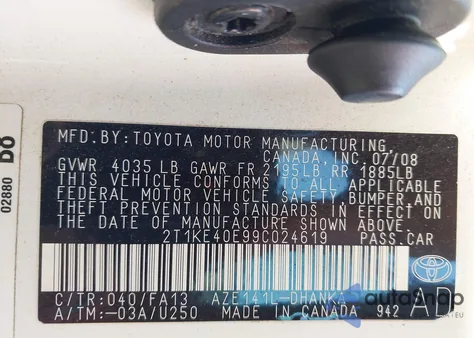 MFD.BY:TOYOTA MOTOR MANUFACTURING,
CANADA, INC. 07/08
GVWR 4035 LB GAWR FR 2195LB RR 1885LB
THIS VEHICLE CONFORMS TO ALL APPLICABLE
FEDERAL MOTOR VEHICLE SAFETY, BUMPER, AND
THEFT PREVENTION STANDARDS IN EFFECT ON
THE DATE OF MANUFACTURE SHOWN ABOVE.
2T1KE40E99C024619 PASS.CAR
C/TR:040/FA13 AZE141L-DHANKA
A/TM:-03A/U250 MADE IN CANADA 942 AD
02880 D0
autoSnap